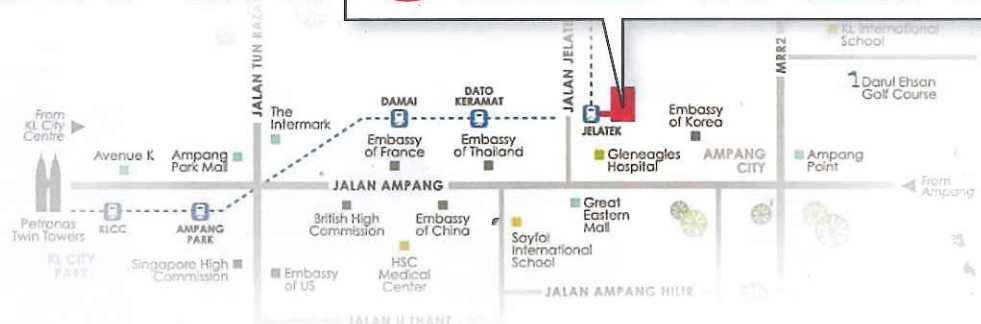 JALAN TUN RAZAK
JALAN JELATEK
MRR2
KL International
School
Darul Ehsan
Golf Course
From
KL City
Centre
The
Intermark
DAMAI
DATO
KERAMAT
JELATEK
Embassy
of Korea
Avenue K
Ampang
Park Mall
Embassy
of France
Embassy
of Thailand
Gleneagles
Hospital
AMPANG
CITY
Ampang
Point
JALAN AMPANG
From
Ampang
Petronas
Twin Towers
KLCC
AMPANG
PARK
British High
Commission
Embassy
of China
Sayfol
International
School
Great
Eastern
Mall
KL CITY
PARK
Singapore High
Commission
Embassy
of US
HSC
Medical
Center
JALAN AMPANG HILIR
JALAN U THANT